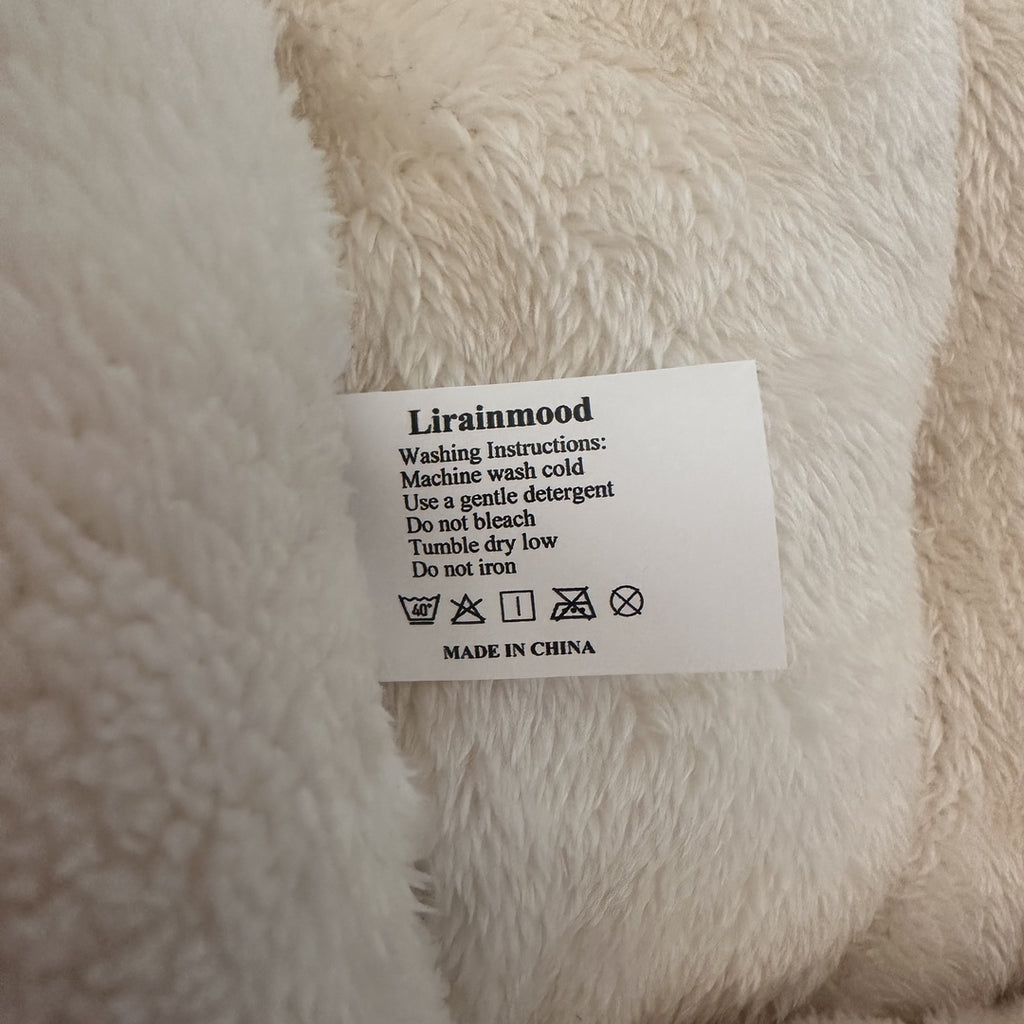 Lirainmood
Washing Instructions:
Machine wash cold
Use a gentle detergent
Do not bleach
Tumble dry low
Do not iron
40°
MADE IN CHINA